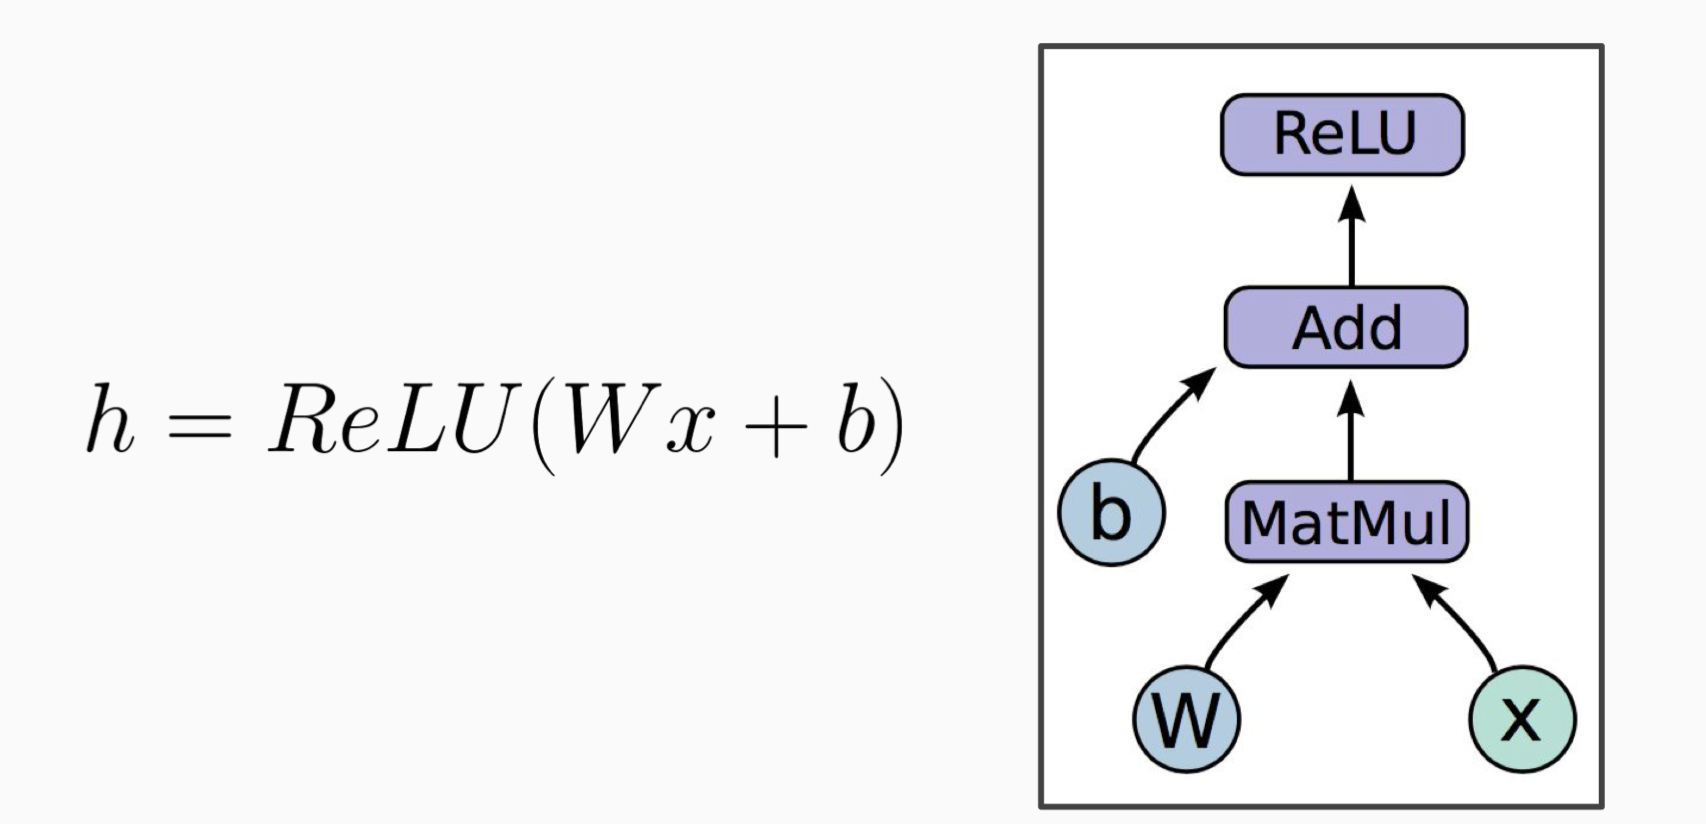 h = ReLU(Wx + b)
ReLU
Add
b
MatMul
W
x